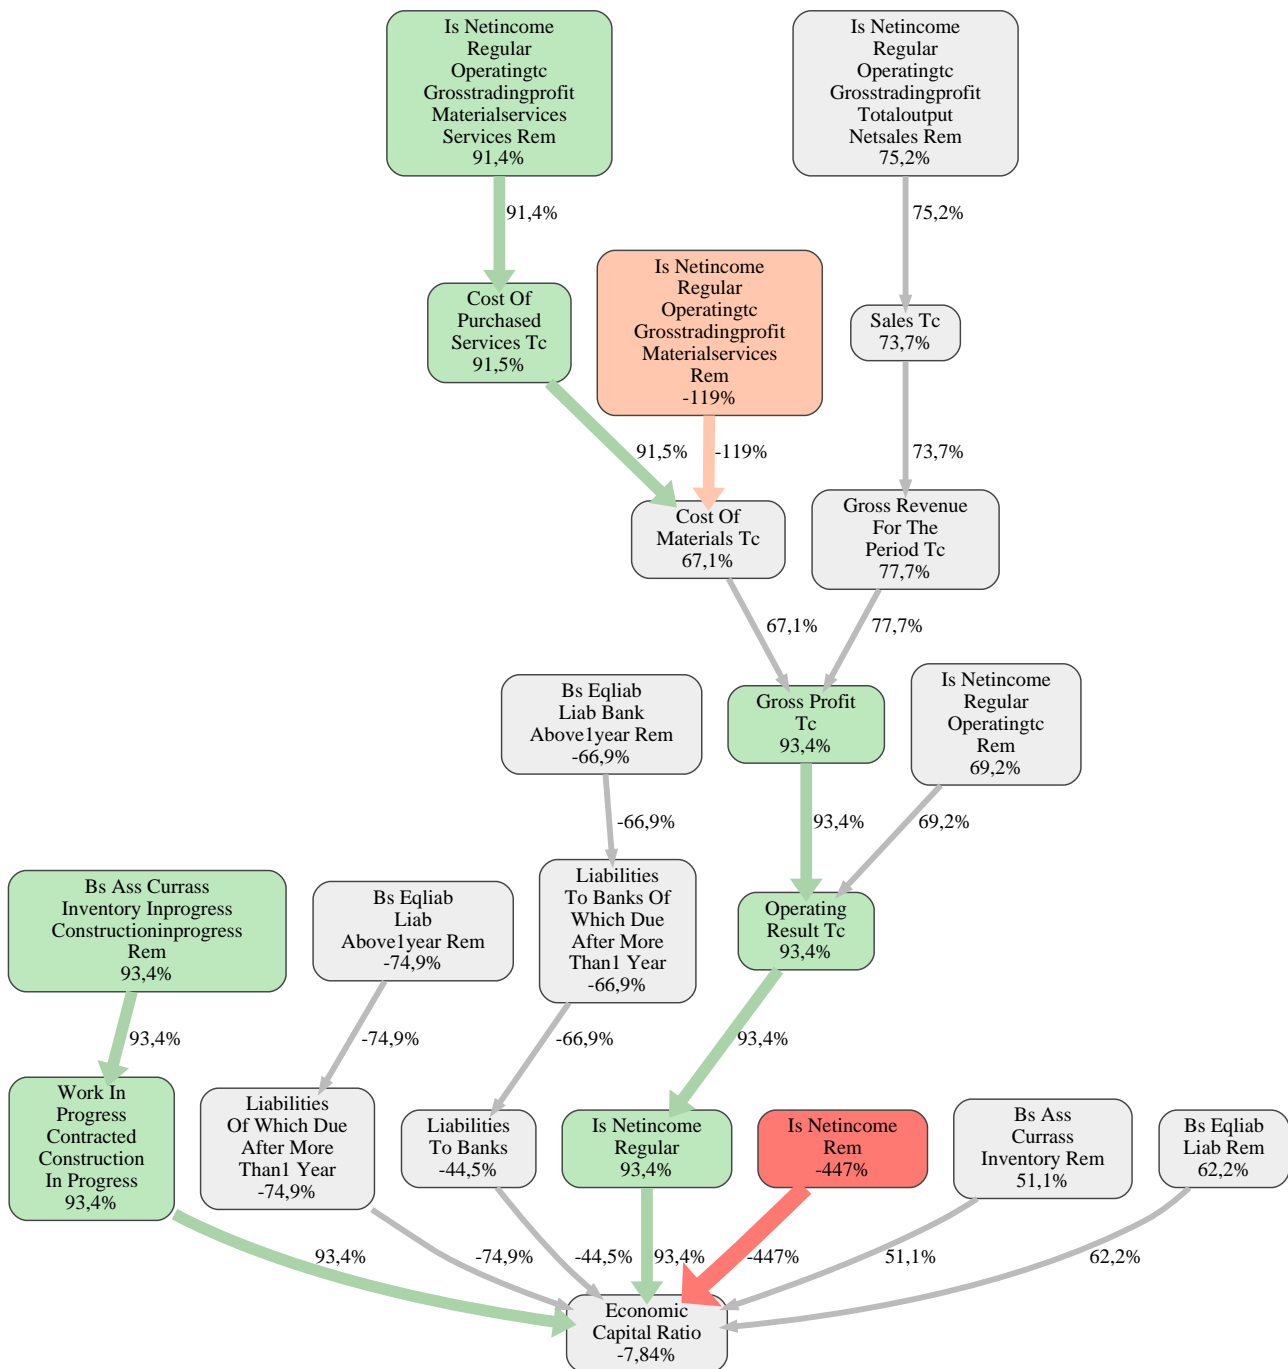 Is Netincome
Regular
Operatingtc
Grosstradingprofit
Materialservices
Services Rem
91,4%
Is Netincome
Regular
Operatingtc
Grosstradingprofit
Totaloutput
Netsales Rem
75,2%
91,4%
75,2%
Is Netincome
Regular
Operatingtc
Grosstradingprofit
Materialservices
Rem
-119%
Cost Of
Purchased
Services Tc
91,5%
Sales Tc
73,7%
91,5%
-119%
73,7%
Cost Of
Materials Tc
67,1%
Gross Revenue
For The
Period Tc
77,7%
67,1%
77,7%
Bs Eqliab
Liab Bank
Above1year Rem
-66,9%
Gross Profit
Tc
93,4%
Is Netincome
Regular
Operatingtc
Rem
69,2%
-66,9%
93,4%
69,2%
Bs Ass Currass
Inventory Inprogress
Constructioninprogress
Rem
93,4%
Bs Eqliab
Liab
Above1year Rem
-74,9%
Liabilities
To Banks Of
Which Due
After More
Than1 Year
-66,9%
Operating
Result Tc
93,4%
93,4%
-74,9%
-66,9%
93,4%
Work In
Progress
Contracted
Construction
In Progress
93,4%
Liabilities
Of Which Due
After More
Than1 Year
-74,9%
Liabilities
To Banks
-44,5%
Is Netincome
Regular
93,4%
Is Netincome
Rem
-447%
Bs Ass
Currass
Inventory Rem
51,1%
Bs Eqliab
Liab Rem
62,2%
93,4%
-74,9%
-44,5%
93,4%
-447%
51,1%
62,2%
Economic
Capital Ratio
-7,84%